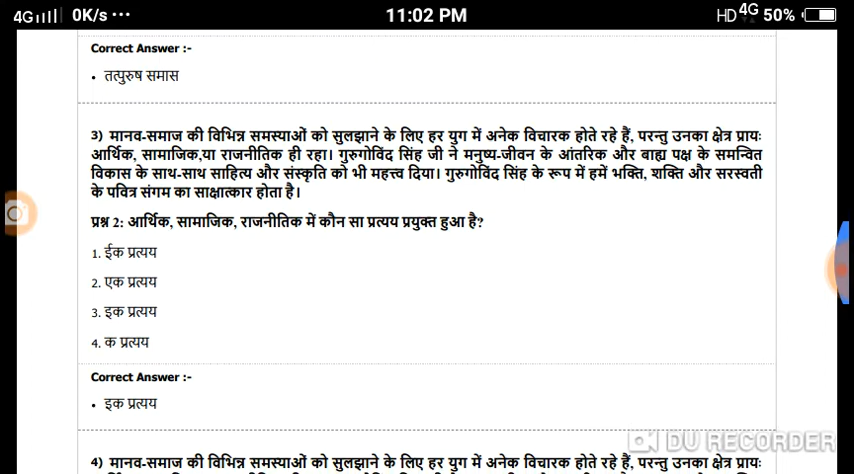 4G 0K/s ... 11:02 PM HD 4G 50%
Correct Answer :-
• तत्पुरुष समास
3) मानव-समाज की विभिन्न समस्याओं को सुलझाने के लिए हर युग में अनेक विचारक होते रहे हैं, परन्तु उनका क्षेत्र प्रायः
आर्थिक, सामाजिक,या राजनीतिक ही रहा। गुरुगोविंद सिंह जी ने मनुष्य-जीवन के आंतरिक और बाह्य पक्ष के समन्वित
विकास के साथ-साथ साहित्य और संस्कृति को भी महत्त्व दिया। गुरुगोविंद सिंह के रूप में हमें भक्ति, शक्ति और सरस्वती
के पवित्र संगम का साक्षात्कार होता है।
प्रश्न 2: आर्थिक, सामाजिक, राजनीतिक में कौन सा प्रत्यय प्रयुक्त हुआ है?
1. ईक प्रत्यय
2. एक प्रत्यय
3. इक प्रत्यय
4. क प्रत्यय
Correct Answer :-
• इक प्रत्यय
DU RECORDER
4) मानव-समाज की विभिन्न समस्याओं को सुलझाने के लिए हर युग में अनेक विचारक होते रहे हैं, परन्तु उनका क्षेत्र प्रायः